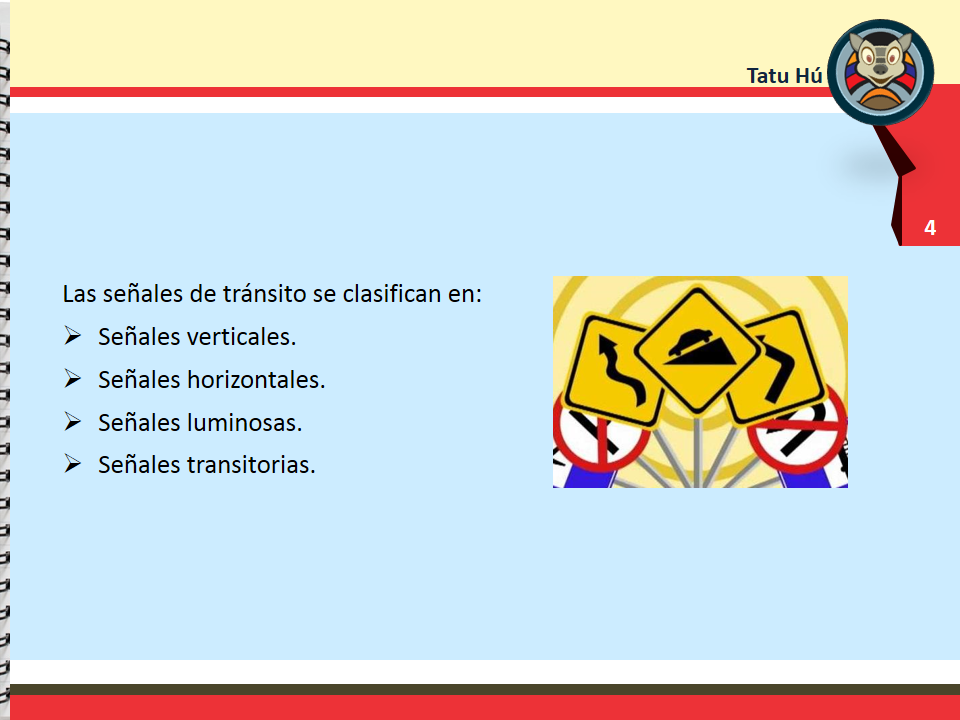 Tatu Hú
4
Las señales de tránsito se clasifican en:
➢ Señales verticales.
➢ Señales horizontales.
➢ Señales luminosas.
➢ Señales transitorias.